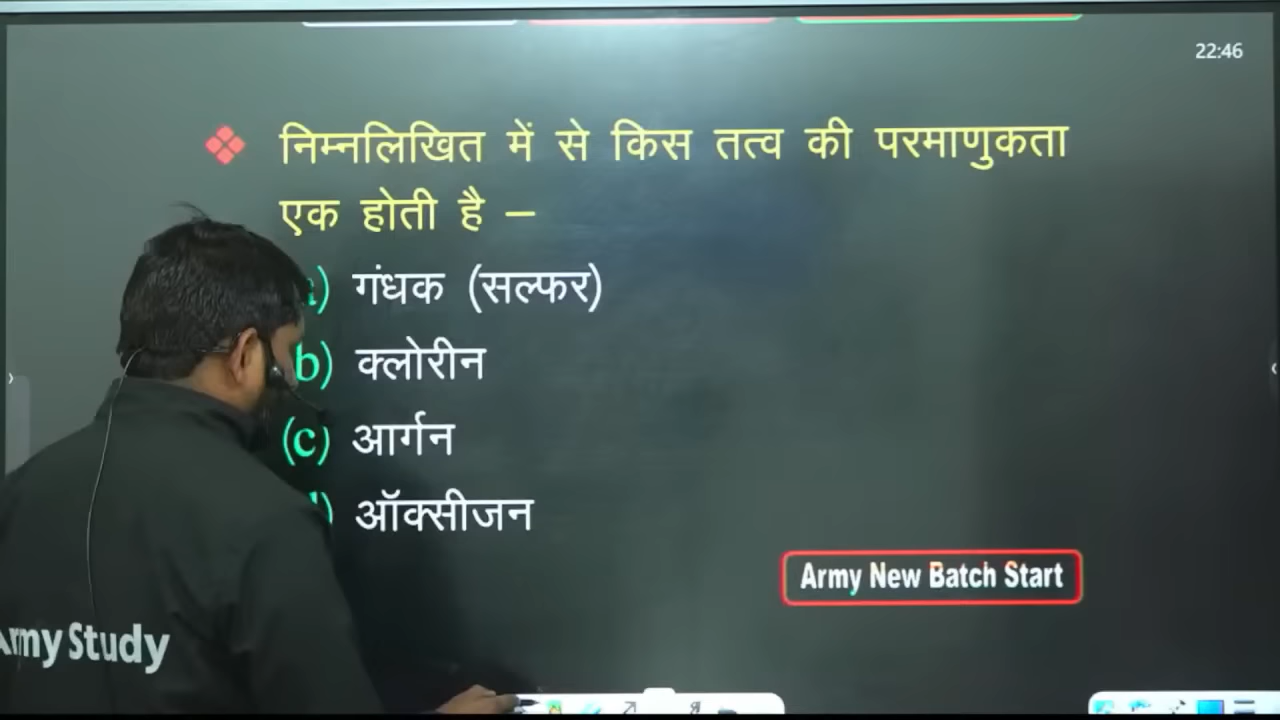 22:46
निम्नलिखित में से किस तत्व की परमाणुकता
एक होती है –
) गंधक (सल्फर)
b) क्लोरीन
(c) आर्गन
) ऑक्सीजन
Army New Batch Start
Army Study